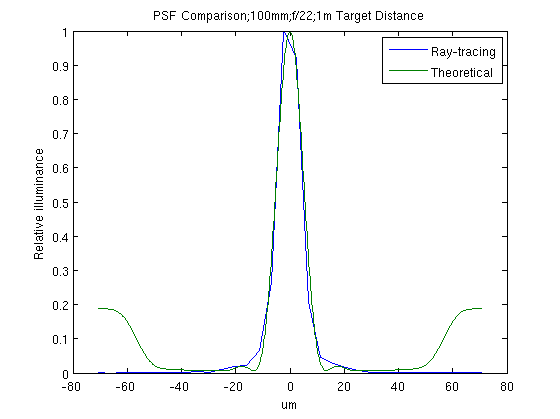 PSF Comparison;100mm;f/22;1m Target Distance
Ray-tracing
Theoretical
Relative illuminance
1
0.9
0.8
0.7
0.6
0.5
0.4
0.3
0.2
0.1
0
-80 -60 -40 -20 0 20 40 60 80
um